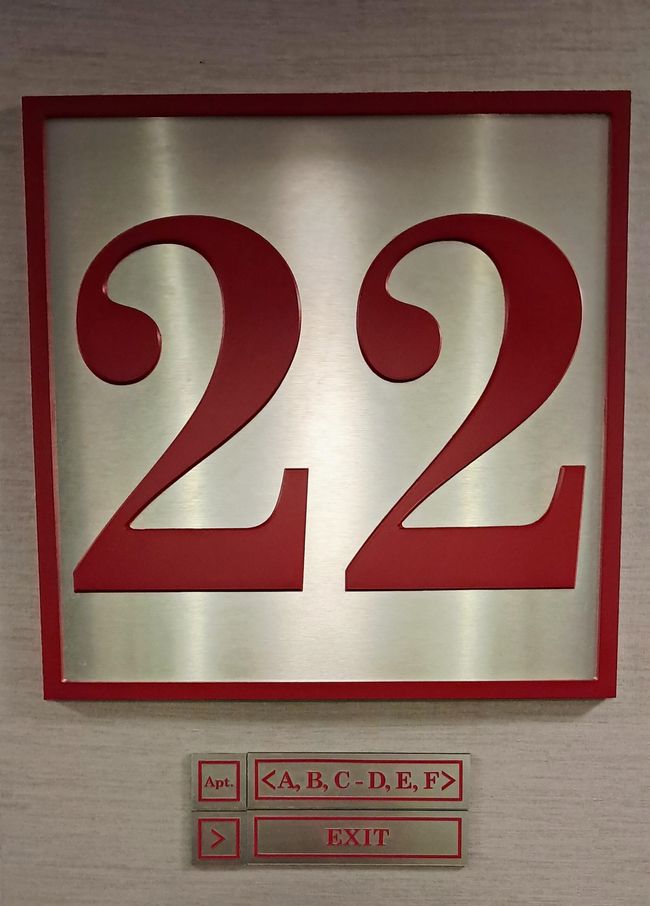 22
Apt. <A, B, C - D, E, F>
> EXIT